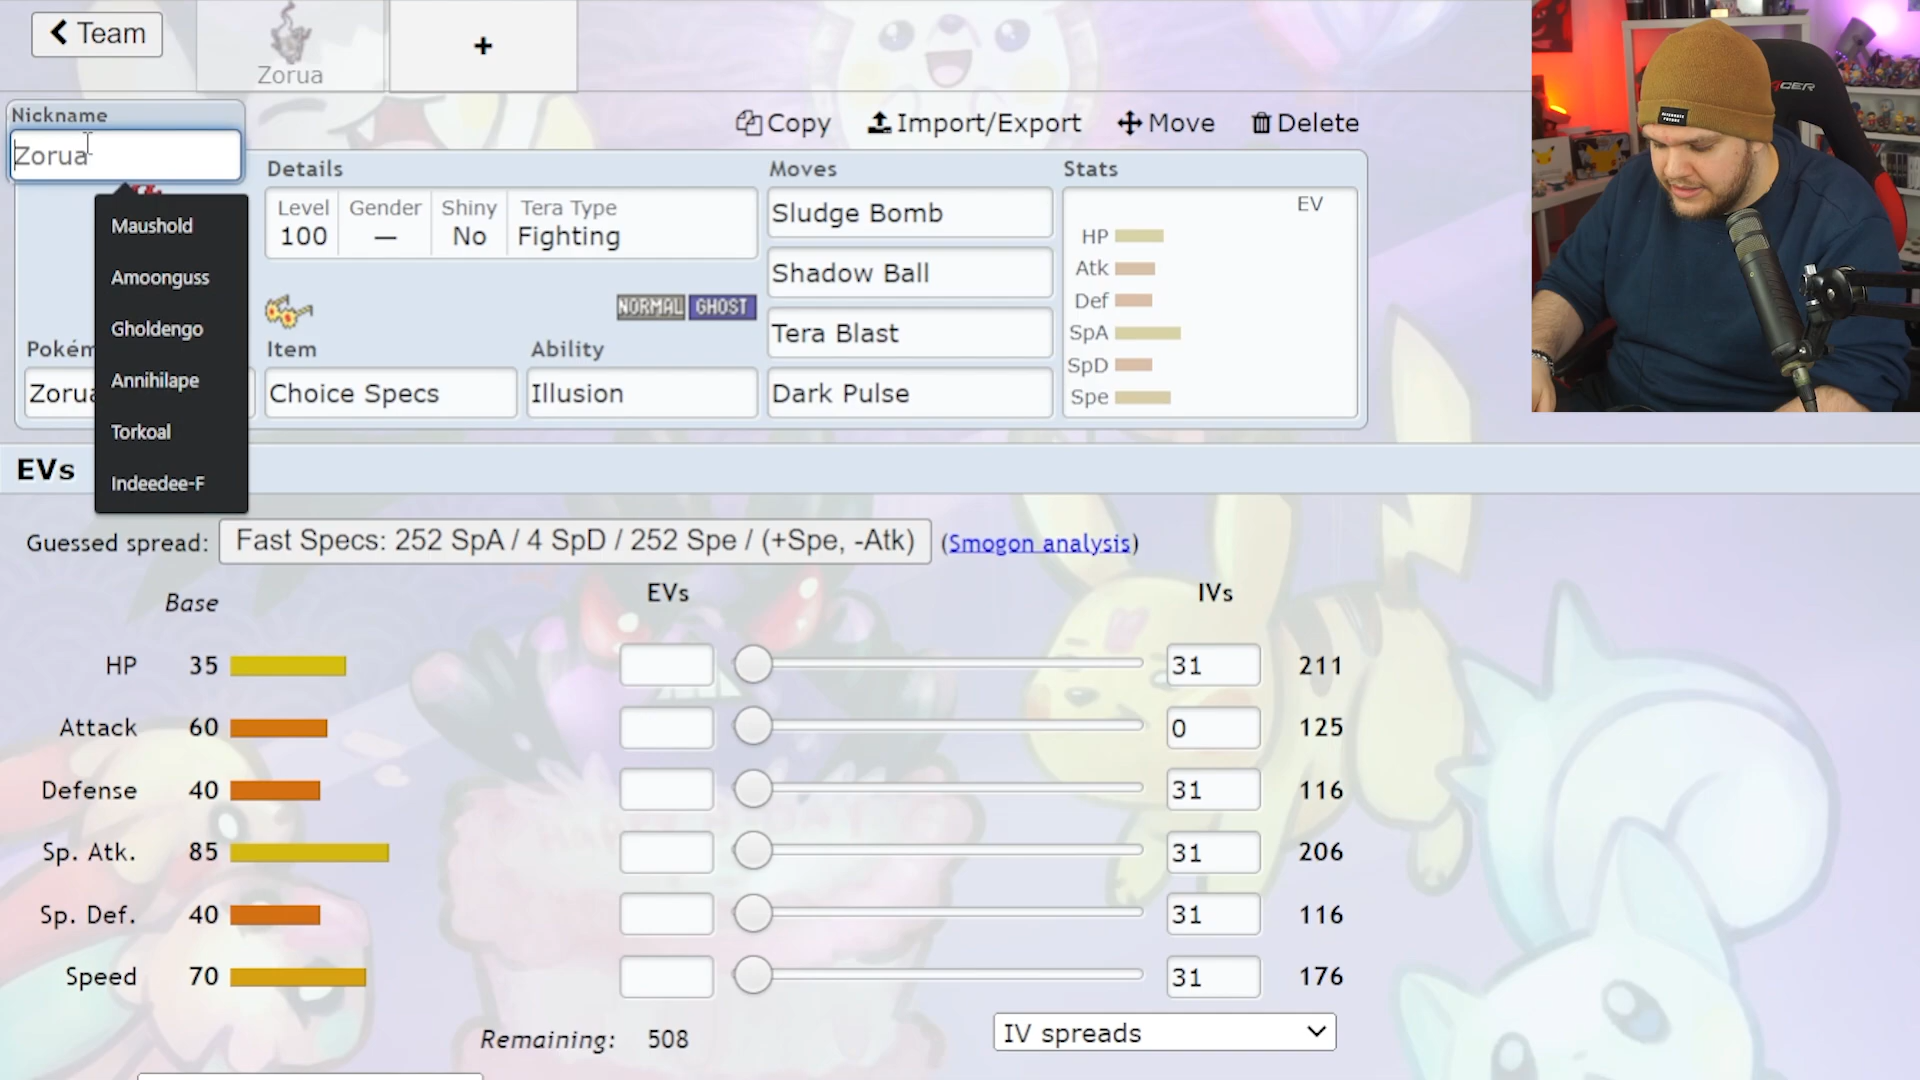 Team
Zorua
+
Nickname
Zorua
Copy
Import/Export
Move
Delete
Maushold
Amoonguss
Gholdengo
Annihilape
Torkoal
Indeedee-F
Details
Level
100
Gender
—
Shiny
No
Tera Type
Fighting
NORMAL GHOST
Pokém
Zorua
Item
Choice Specs
Ability
Illusion
Moves
Sludge Bomb
Shadow Ball
Tera Blast
Dark Pulse
Stats
EV
HP
Atk
Def
SpA
SpD
Spe
EVs
Guessed spread: Fast Specs: 252 SpA / 4 SpD / 252 Spe / (+Spe, -Atk) (Smogon analysis)
Base EVs IVs
HP 35 31 211
Attack 60 0 125
Defense 40 31 116
Sp. Atk. 85 31 206
Sp. Def. 40 31 116
Speed 70 31 176
Remaining: 508
IV spreads